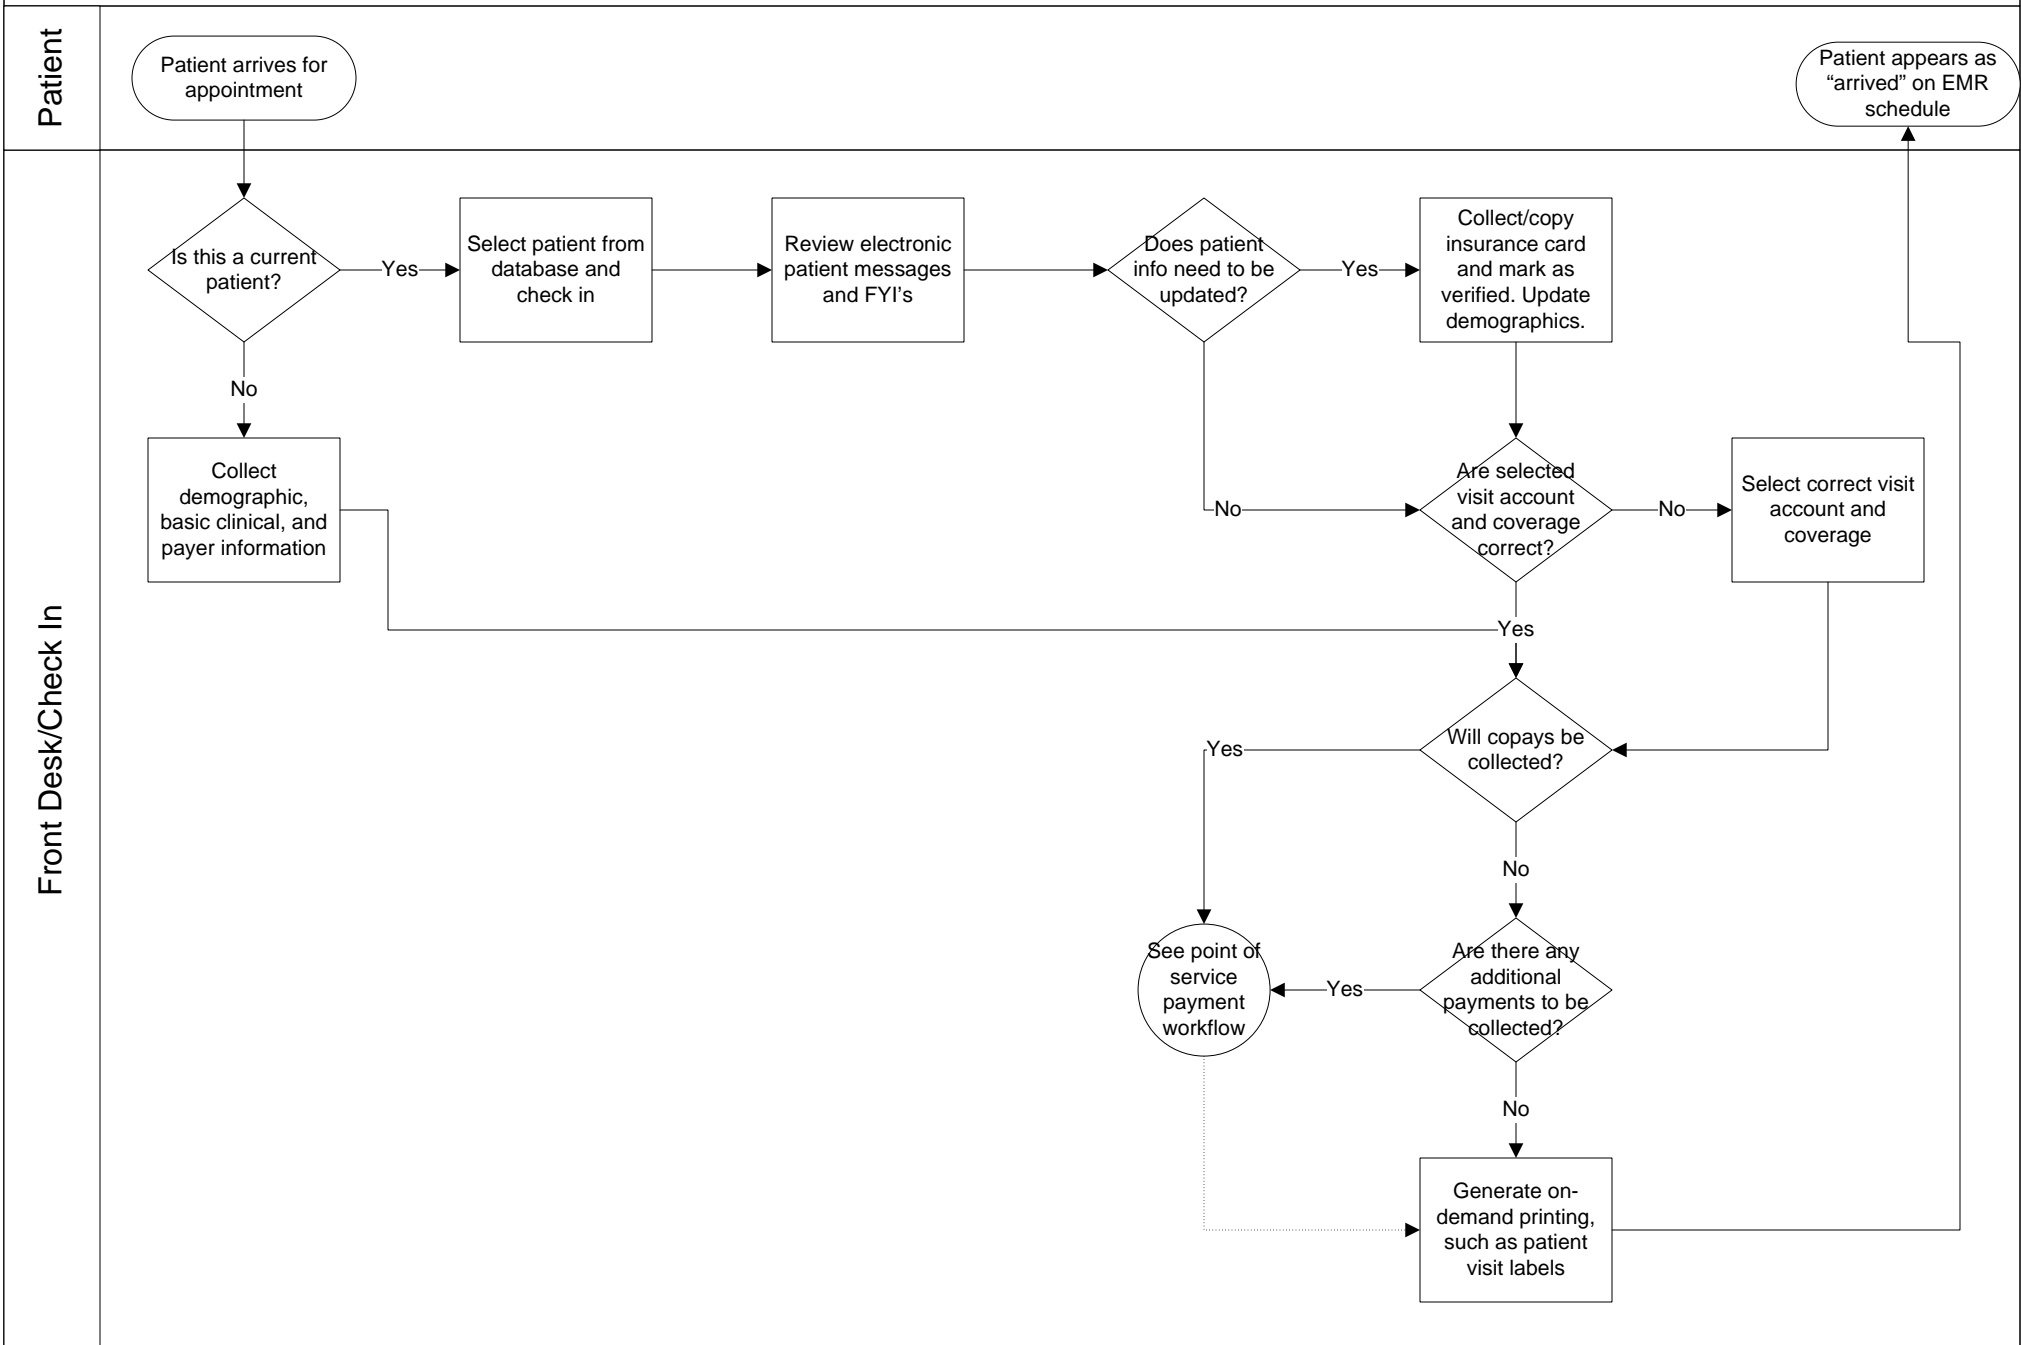 Patient
Patient arrives for
appointment
Patient appears as
“arrived” on EMR
schedule
Front Desk/Check In
Is this a current
patient?
Yes
Select patient from
database and
check in
Review electronic
patient messages
and FYI’s
Does patient
info need to be
updated?
Yes
Collect/copy
insurance card
and mark as
verified. Update
demographics.
No
Collect
demographic,
basic clinical, and
payer information
No
Are selected
visit account
and coverage
correct?
No
Select correct visit
account and
coverage
Yes
Will copays be
collected?
Yes
No
See point of
service
payment
workflow
Yes
Are there any
additional
payments to be
collected?
No
Generate on-
demand printing,
such as patient
visit labels